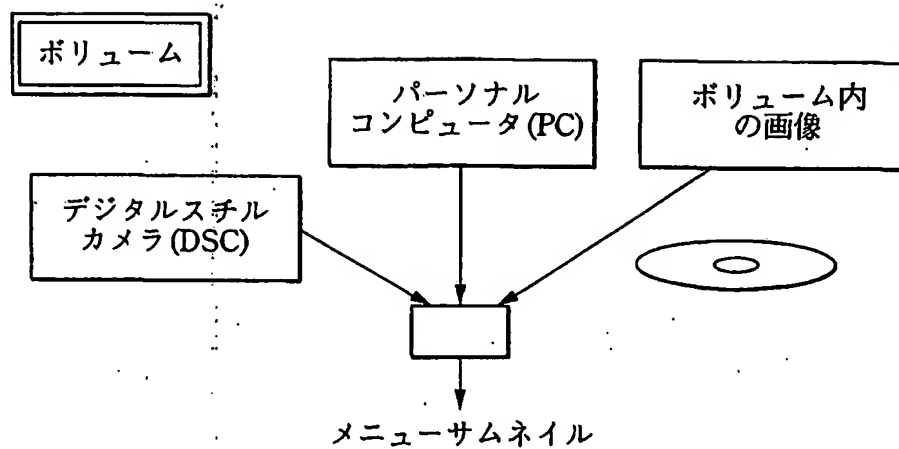 ボリューム
パーソナル
コンピュータ(PC)
ボリューム内
の画像
デジタルスチル
カメラ(DSC)
メニューサムネイル